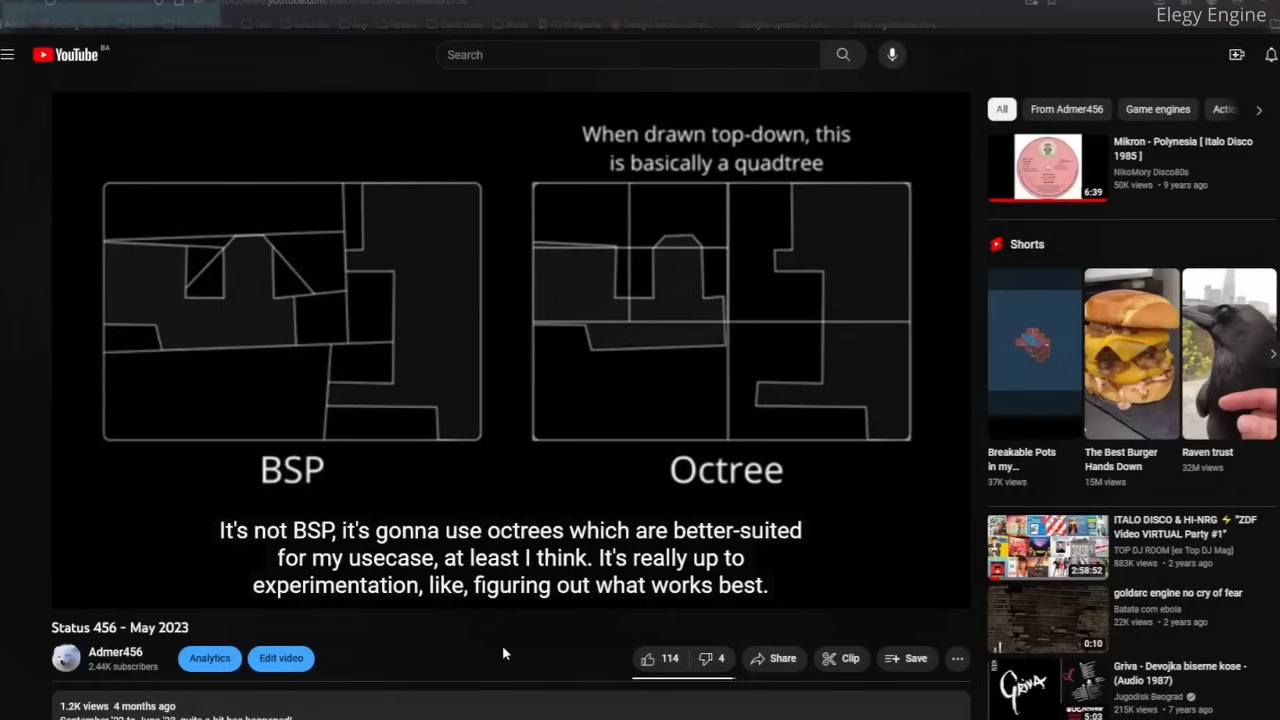 Elegy Engine
YouTube BA
Search
When drawn top-down, this
is basically a quadtree
BSP
Octree
It's not BSP, it's gonna use octrees which are better-suited
for my usecase, at least I think. It's really up to
experimentation, like, figuring out what works best.
Status 456 - May 2023
Admer456
2.44K subscribers
Analytics
Edit video
114
4
Share
Clip
Save
1.2K views 4 months ago
All
From Admer456
Game engines
Actio
6:39
Mikron - Polynesia [ Italo Disco
1985 ]
NikoMory Disco80s
50K views • 9 years ago
Shorts
Breakable Pots
in my...
37K views
The Best Burger
Hands Down
15M views
Raven trust
32M views
2:58:52
ITALO DISCO & HI-NRG ⚡ "ZDF
Video VIRTUAL Party #1"
TOP DJ ROOM [ex Top DJ Mag]
883K views • 2 years ago
0:10
goldsrc engine no cry of fear
Batata com ebola
22K views • 2 years ago
GRiVA
5:03
Griva - Devojka biserne kose -
(Audio 1987)
Jugodisk Beograd
215K views • 7 years ago